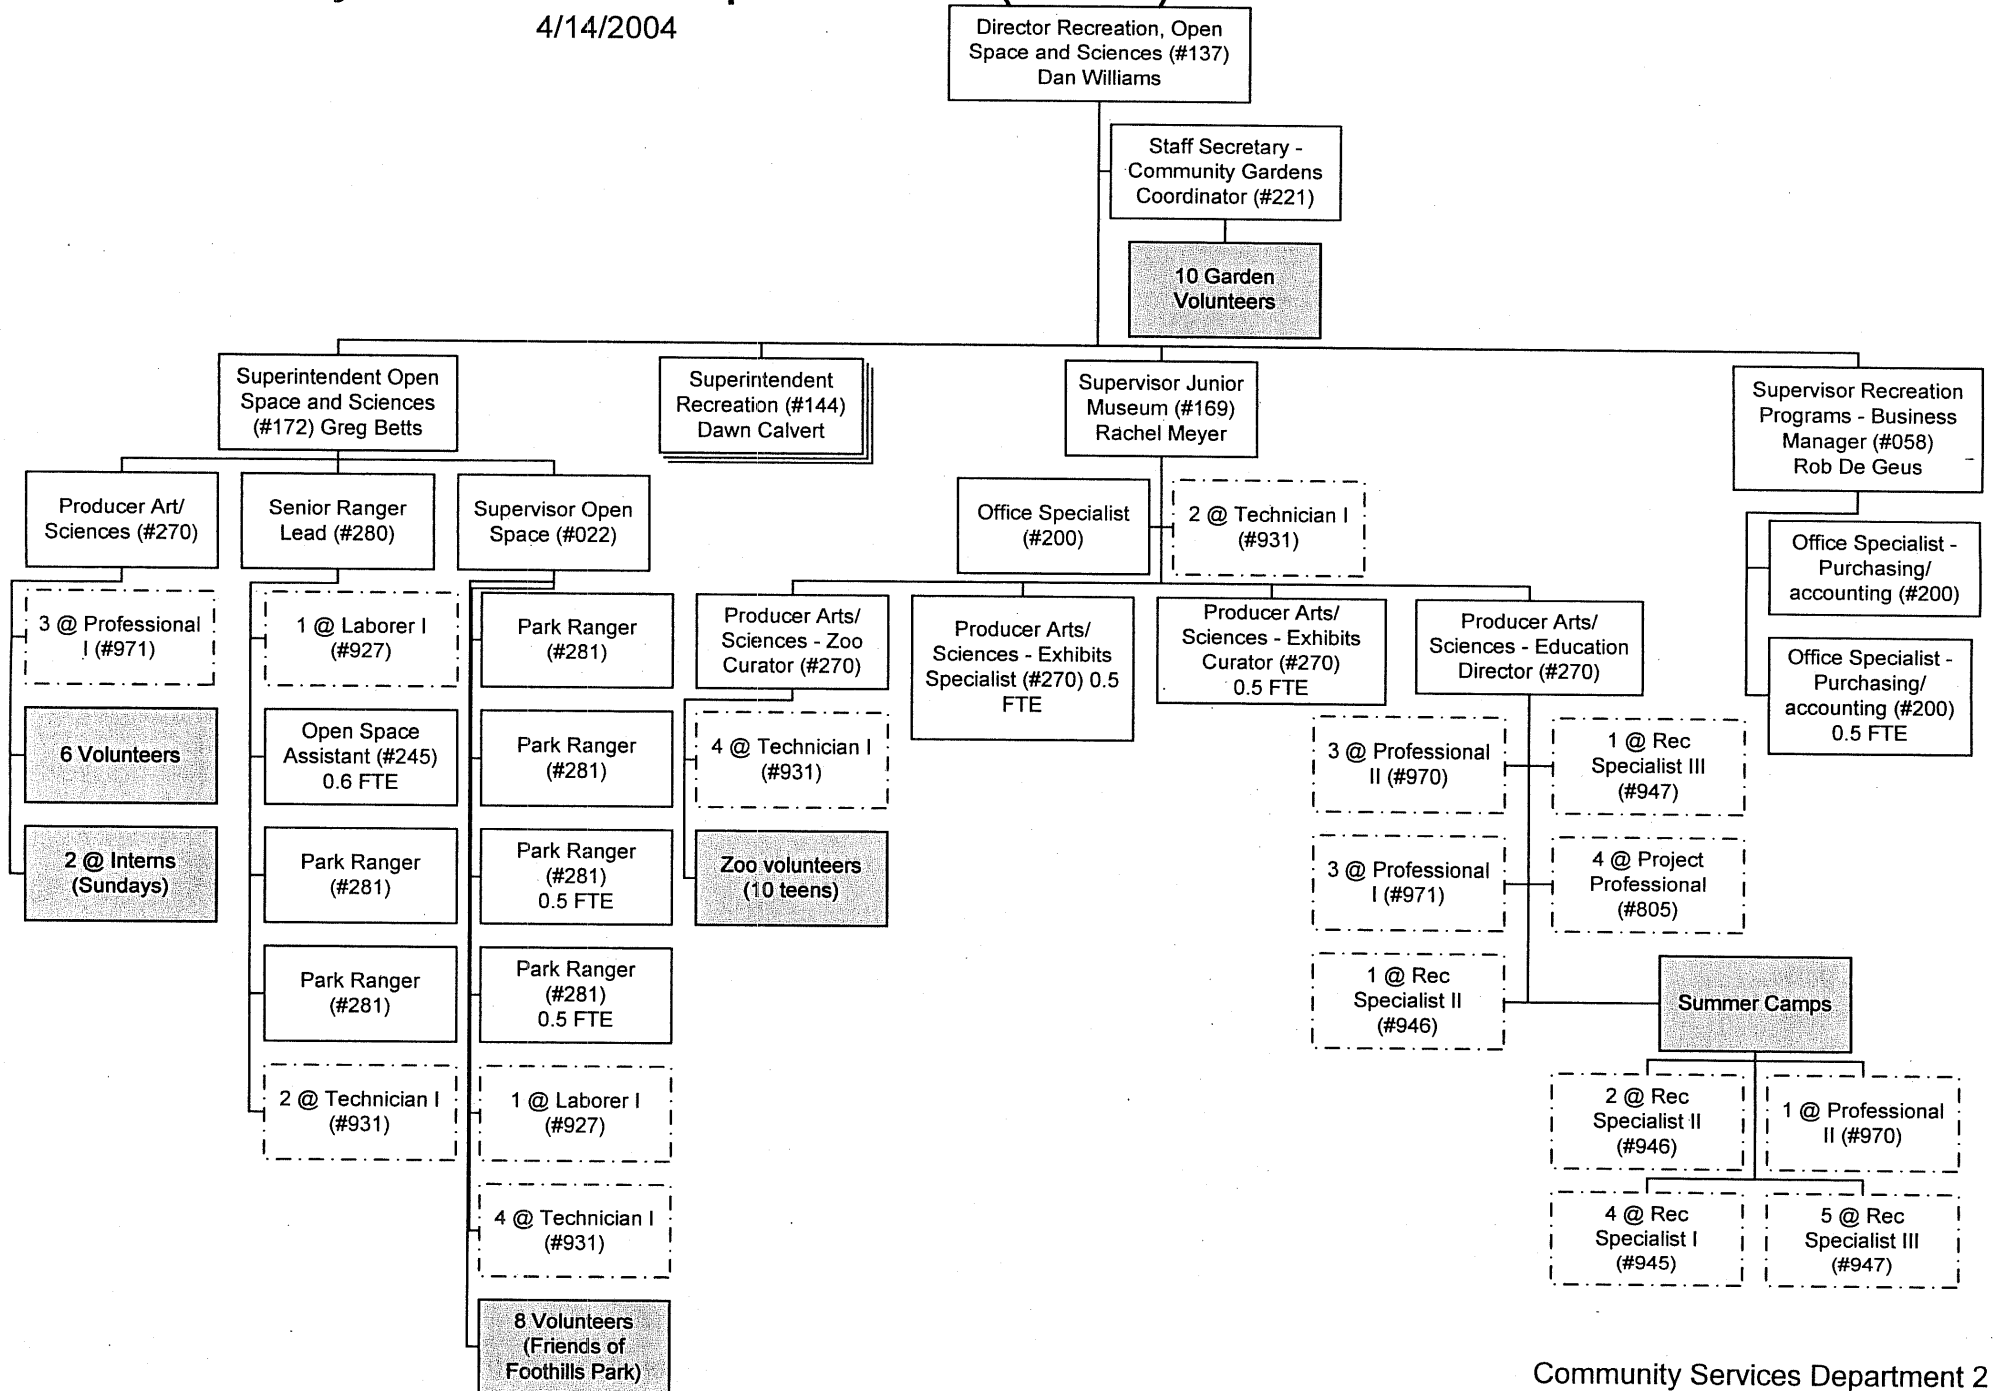 4/14/2004
Director Recreation, Open
Space and Sciences (#137)
Dan Williams
Staff Secretary -
Community Gardens
Coordinator (#221)
10 Garden
Volunteers
Superintendent Open
Space and Sciences
(#172) Greg Betts
Superintendent
Recreation (#144)
Dawn Calvert
Supervisor Junior
Museum (#169)
Rachel Meyer
Supervisor Recreation
Programs - Business
Manager (#058)
Rob De Geus
Producer Art/
Sciences (#270)
Senior Ranger
Lead (#280)
Supervisor Open
Space (#022)
Office Specialist
(#200)
2 @ Technician I
(#931)
Office Specialist -
Purchasing/
accounting (#200)
Office Specialist -
Purchasing/
accounting (#200)
0.5 FTE
3 @ Professional
I (#971)
6 Volunteers
2 @ Interns
(Sundays)
1 @ Laborer I
(#927)
Open Space
Assistant (#245)
0.6 FTE
Park Ranger
(#281)
Park Ranger
(#281)
2 @ Technician I
(#931)
Park Ranger
(#281)
Park Ranger
(#281)
Park Ranger
(#281)
0.5 FTE
Park Ranger
(#281)
0.5 FTE
1 @ Laborer I
(#927)
4 @ Technician I
(#931)
8 Volunteers
(Friends of
Foothills Park)
Producer Arts/
Sciences - Zoo
Curator (#270)
4 @ Technician I
(#931)
Zoo volunteers
(10 teens)
Producer Arts/
Sciences - Exhibits
Specialist (#270) 0.5
FTE
Producer Arts/
Sciences - Exhibits
Curator (#270)
0.5 FTE
Producer Arts/
Sciences - Education
Director (#270)
3 @ Professional
II (#970)
1 @ Rec
Specialist III
(#947)
3 @ Professional
I (#971)
4 @ Project
Professional
(#805)
1 @ Rec
Specialist II
(#946)
Summer Camps
2 @ Rec
Specialist II
(#946)
1 @ Professional
II (#970)
4 @ Rec
Specialist I
(#945)
5 @ Rec
Specialist III
(#947)
Community Services Department 2